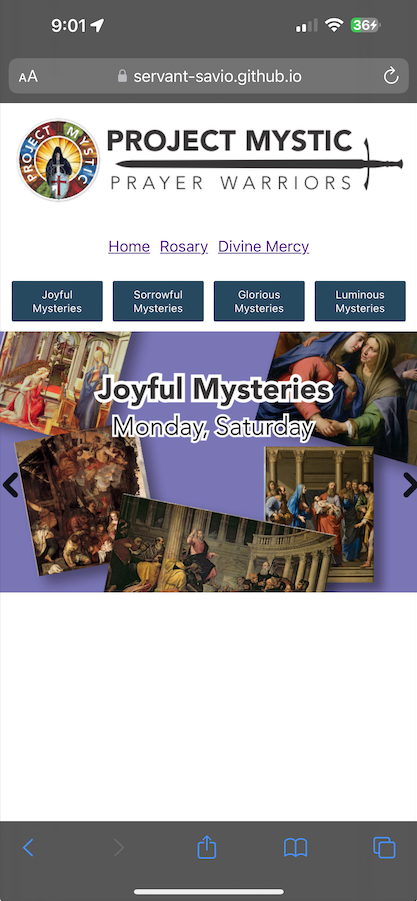 9:01
36
AA servant-savio.github.io
PROJECT MYSTIC
PROJECT MYSTIC
PRAYER WARRIORS
Home Rosary Divine Mercy
Joyful Mysteries
Sorrowful Mysteries
Glorious Mysteries
Luminous Mysteries
Joyful Mysteries
Monday, Saturday